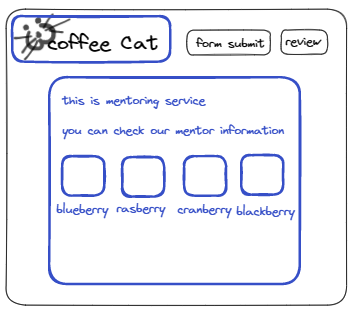 coffee Cat
form submit
review
this is mentoring service
you can check our mentor information
blueberry rasberry cranberry blackberry